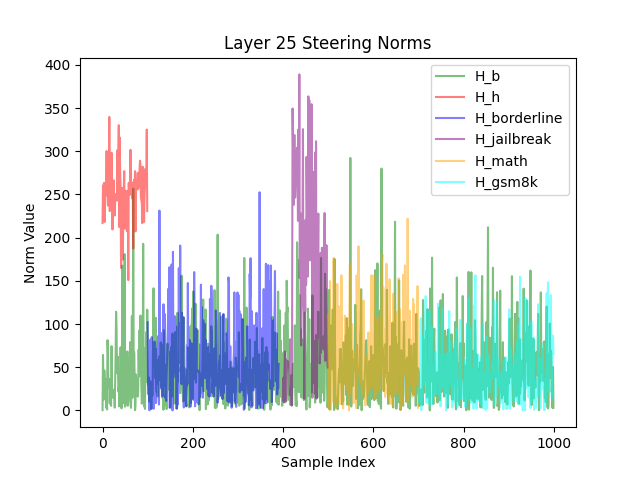 Layer 25 Steering Norms
Norm Value
400
350
300
250
200
150
100
50
0
H_b
H_h
H_borderline
H_jailbreak
H_math
H_gsm8k
0
200
400
600
800
1000
Sample Index